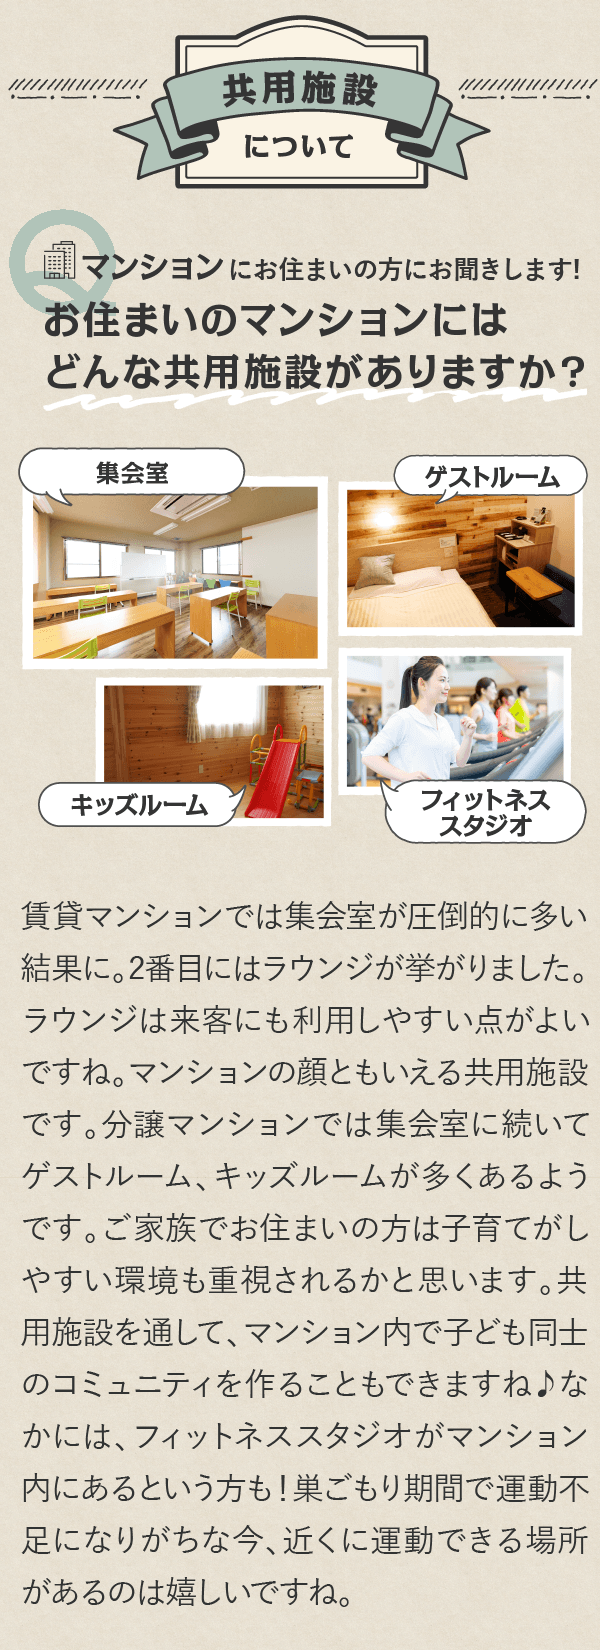 共用施設
について
Q
マンションにお住まいの方にお聞きします!
お住まいのマンションには
どんな共用施設がありますか?
集会室
ゲストルーム
キッズルーム
フィットネス
スタジオ
賃貸マンションでは集会室が圧倒的に多い
結果に。2番目にはラウンジが挙がりました。
ラウンジは来客にも利用しやすい点がよい
ですね。マンションの顔ともいえる共用施設
です。分譲マンションでは集会室に続いて
ゲストルーム、キッズルームが多くあるよう
です。ご家族でお住まいの方は子育てがし
やすい環境も重視されるかと思います。共
用施設を通して、マンション内で子ども同士
のコミュニティを作ることもできますね♪な
かには、フィットネススタジオがマンション
内にあるという方も!巣ごもり期間で運動不
足になりがちな今、近くに運動できる場所
があるのは嬉しいですね。